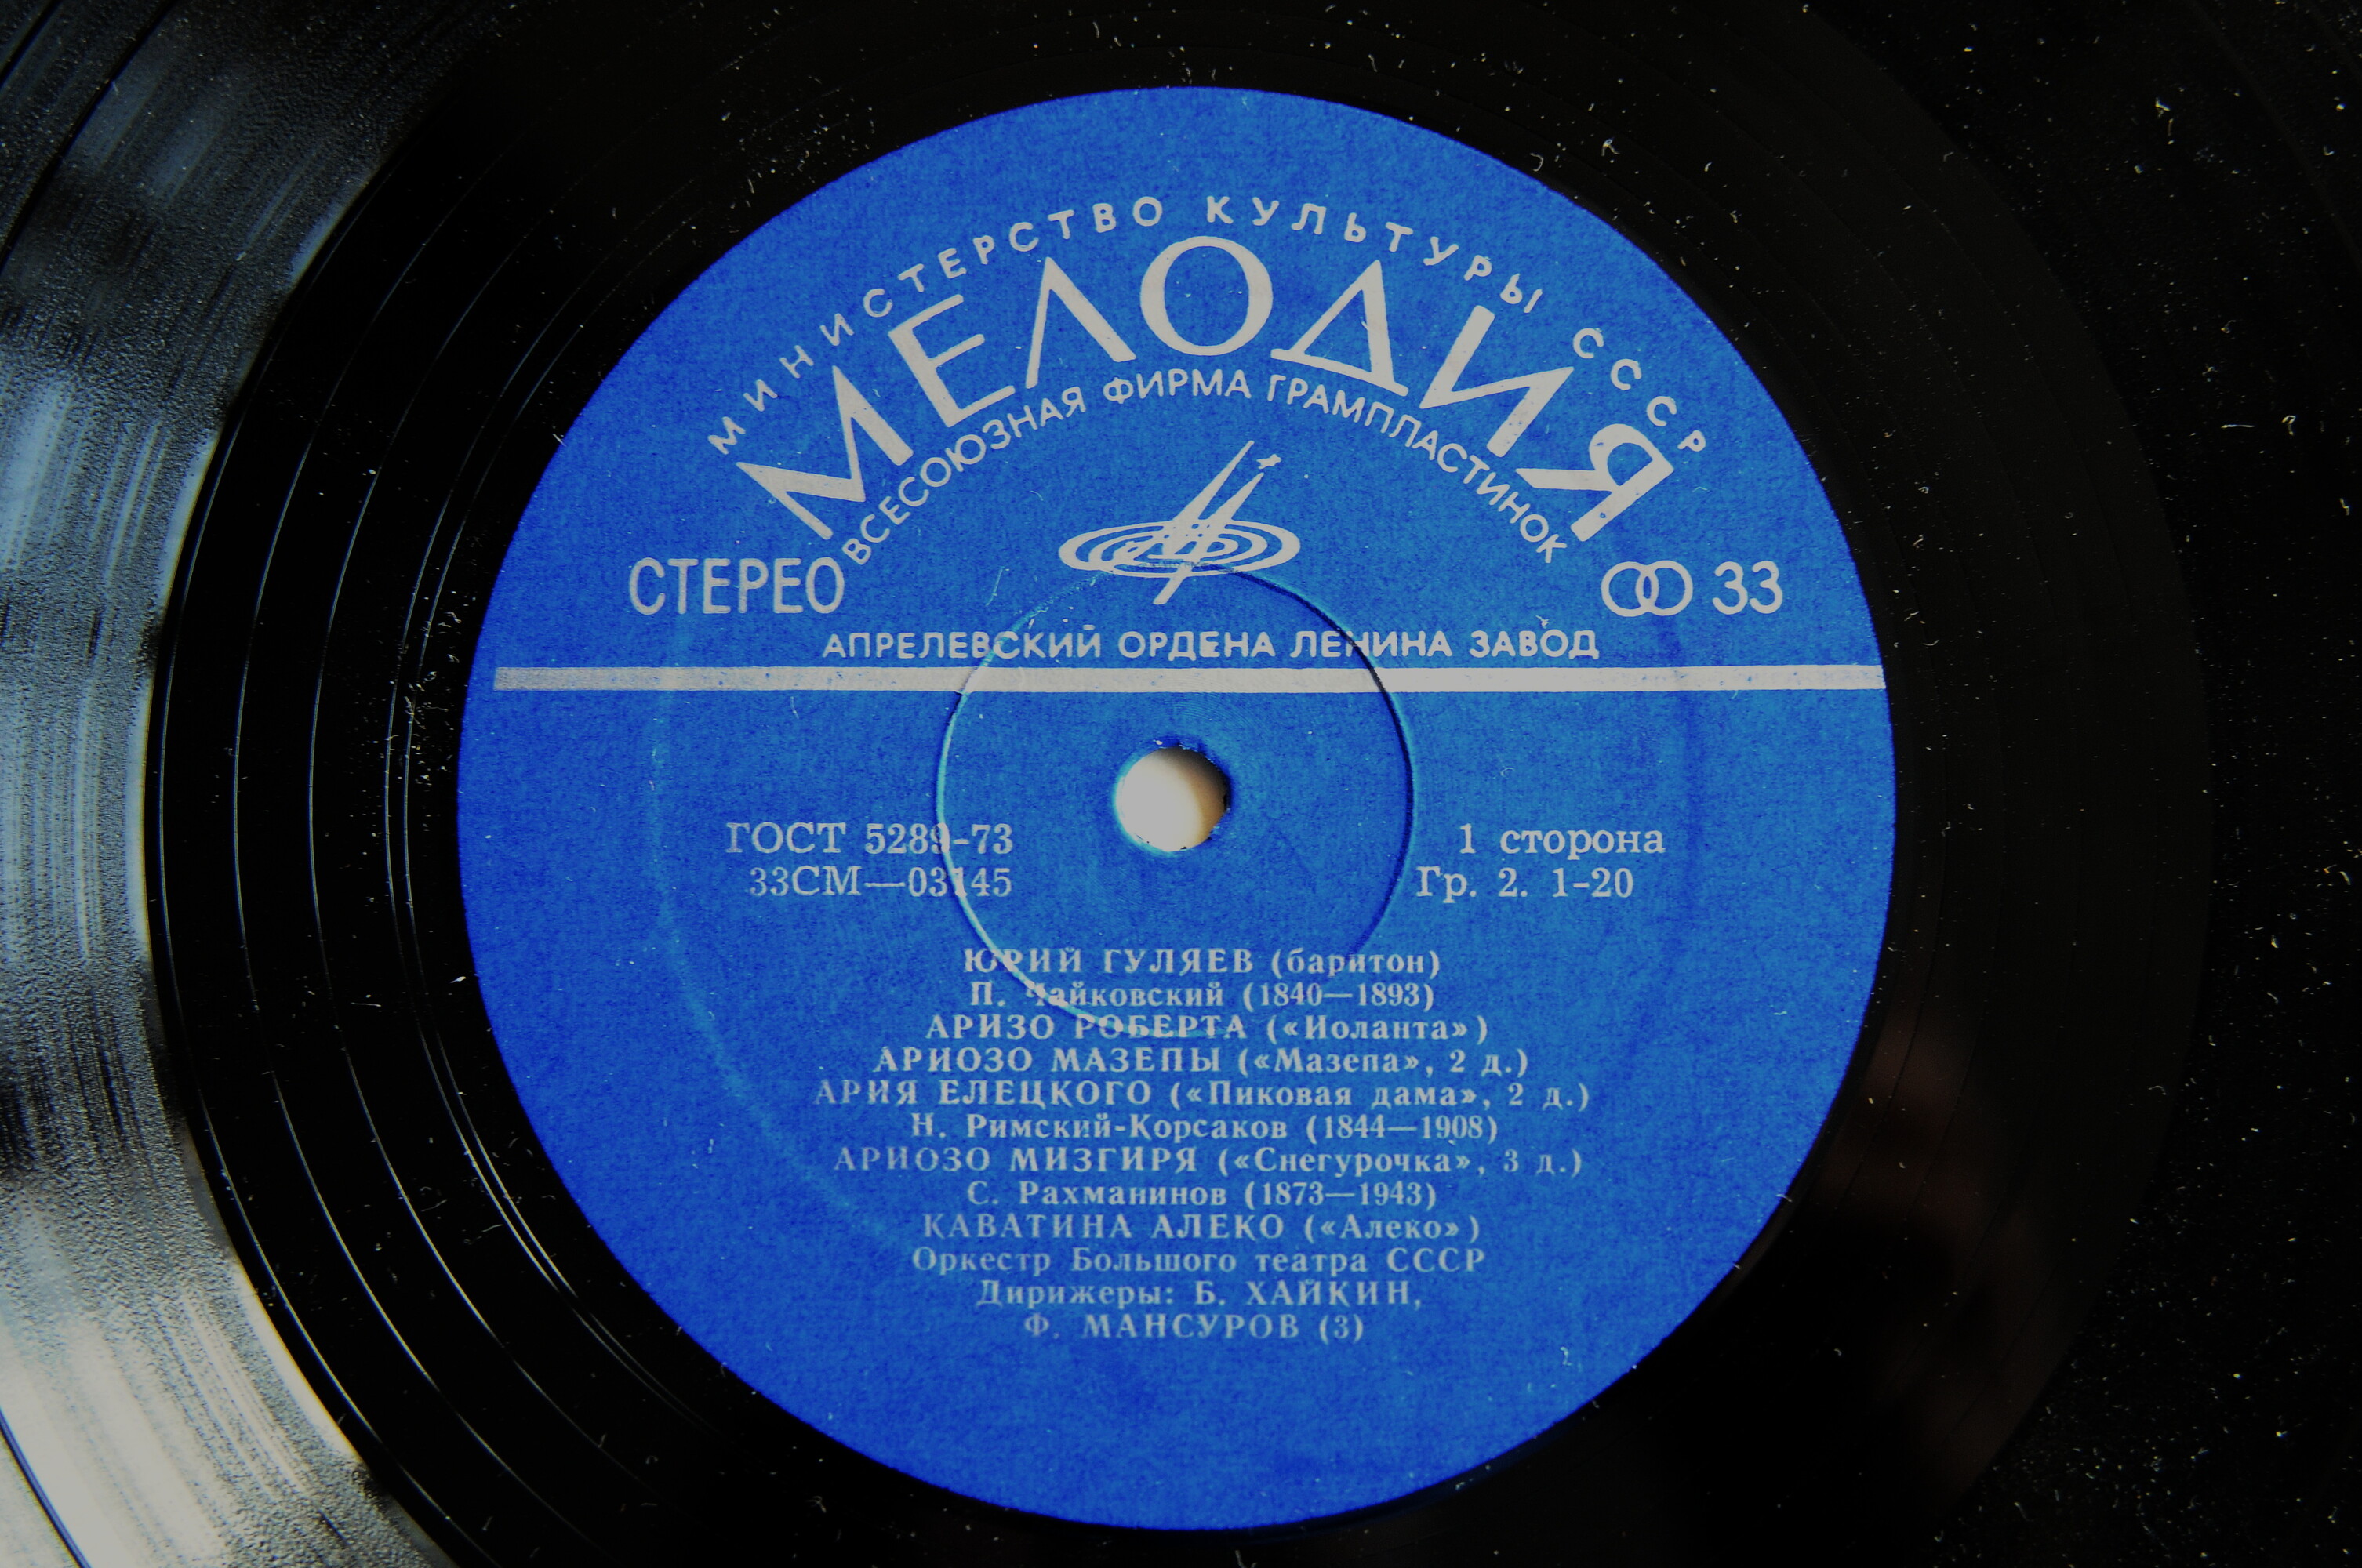 МИНИСТЕРСТВО КУЛЬТУРЫ СССР
МЕЛОДИЯ
ВСЕСОЮЗНАЯ ФИРМА ГРАМПЛАСТИНОК
СТЕРЕО
33
АПРЕЛЕВСКИЙ ОРДЕНА ЛЕНИНА ЗАВОД
ГОСТ 5289-73
33СМ—03145
1 сторона
Гр. 2. 1-20
ЮРИЙ ГУЛЯЕВ (баритон)
П. Чайковский (1840—1893)
АРИЗО РОБЕРТА («Иоланта»)
АРИОЗО МАЗЕПЫ («Мазепа», 2 д.)
АРИЯ ЕЛЕЦКОГО («Пиковая дама», 2 д.)
Н. Римский-Корсаков (1844—1908)
АРИОЗО МИЗГИРЯ («Снегурочка», 3 д.)
С. Рахманинов (1873—1943)
КАВАТИНА АЛЕКО («Алеко»)
Оркестр Большого театра СССР
Дирижеры: Б. ХАЙКИН,
Ф. МАНСУРОВ (3)